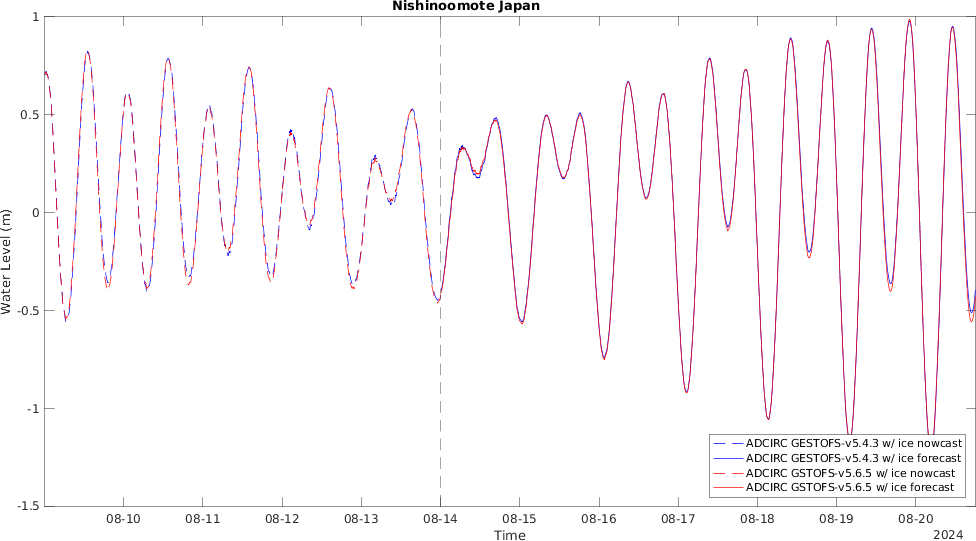 Nishinoomote Japan
Water Level (m)
1
0.5
0
-0.5
-1
-1.5
ADCIRC GESTOFS-v5.4.3 w/ ice nowcast
ADCIRC GESTOFS-v5.4.3 w/ ice forecast
ADCIRC GSTOFS-v5.6.5 w/ ice nowcast
ADCIRC GSTOFS-v5.6.5 w/ ice forecast
08-10 08-11 08-12 08-13 08-14 08-15 08-16 08-17 08-18 08-19 08-20
Time
2024